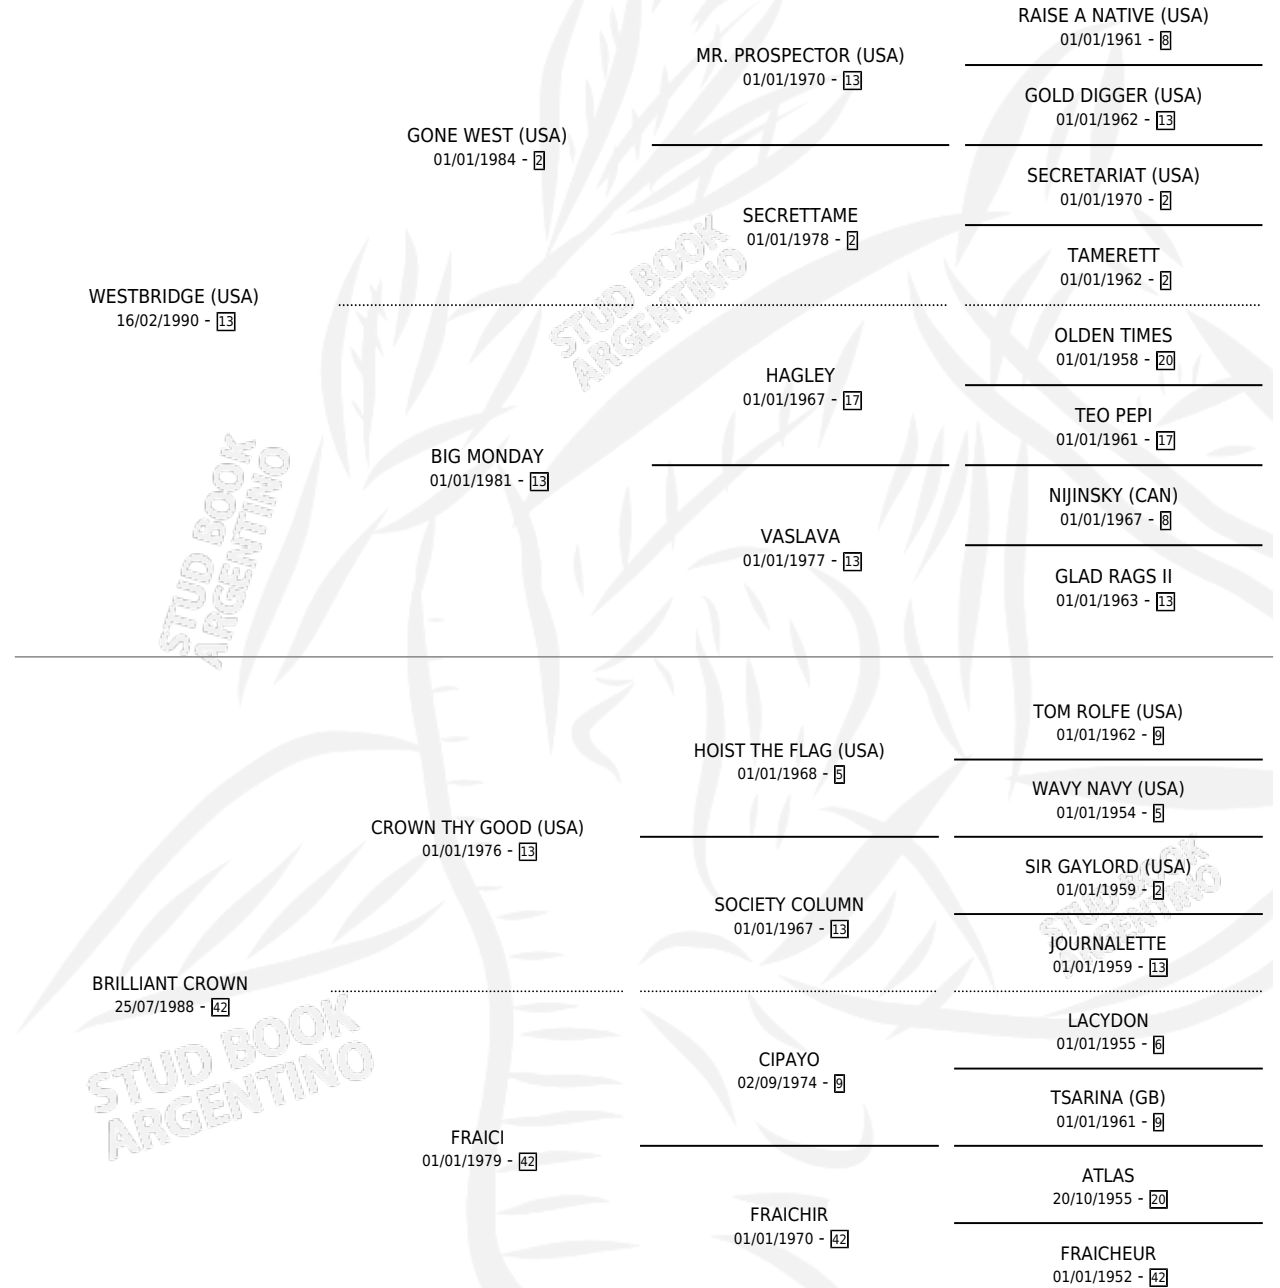 RAISE A NATIVE (USA)
01/01/1961 - 8
MR. PROSPECTOR (USA)
01/01/1970 - 13
GOLD DIGGER (USA)
01/01/1962 - 13
GONE WEST (USA)
01/01/1984 - 2
SECRETARIAT (USA)
01/01/1970 - 2
SECRETTAME
01/01/1978 - 2
TAMERETT
01/01/1962 - 2
WESTBRIDGE (USA)
16/02/1990 - 13
OLDEN TIMES
01/01/1958 - 20
HAGLEY
01/01/1967 - 17
TEO PEPI
01/01/1961 - 17
BIG MONDAY
01/01/1981 - 13
NIJINSKY (CAN)
01/01/1967 - 8
VASLAVA
01/01/1977 - 13
GLAD RAGS II
01/01/1963 - 13
TOM ROLFE (USA)
01/01/1962 - 9
HOIST THE FLAG (USA)
01/01/1968 - 5
WAVY NAVY (USA)
01/01/1954 - 5
CROWN THY GOOD (USA)
01/01/1976 - 13
SIR GAYLORD (USA)
01/01/1959 - 2
SOCIETY COLUMN
01/01/1967 - 13
JOURNALETTE
01/01/1959 - 13
BRILLIANT CROWN
25/07/1988 - 42
LACYDON
01/01/1955 - 6
CIPAYO
02/09/1974 - 9
TSARINA (GB)
01/01/1961 - 9
FRAICI
01/01/1979 - 42
ATLAS
20/10/1955 - 20
FRAICHIR
01/01/1970 - 42
FRAICHEUR
01/01/1952 - 42
STUD BOOK
ARGENTINO
STUD BOOK
ARGENTINO
STUD BOOK
ARGENTINO
STUD BOOK
ARGENTINO